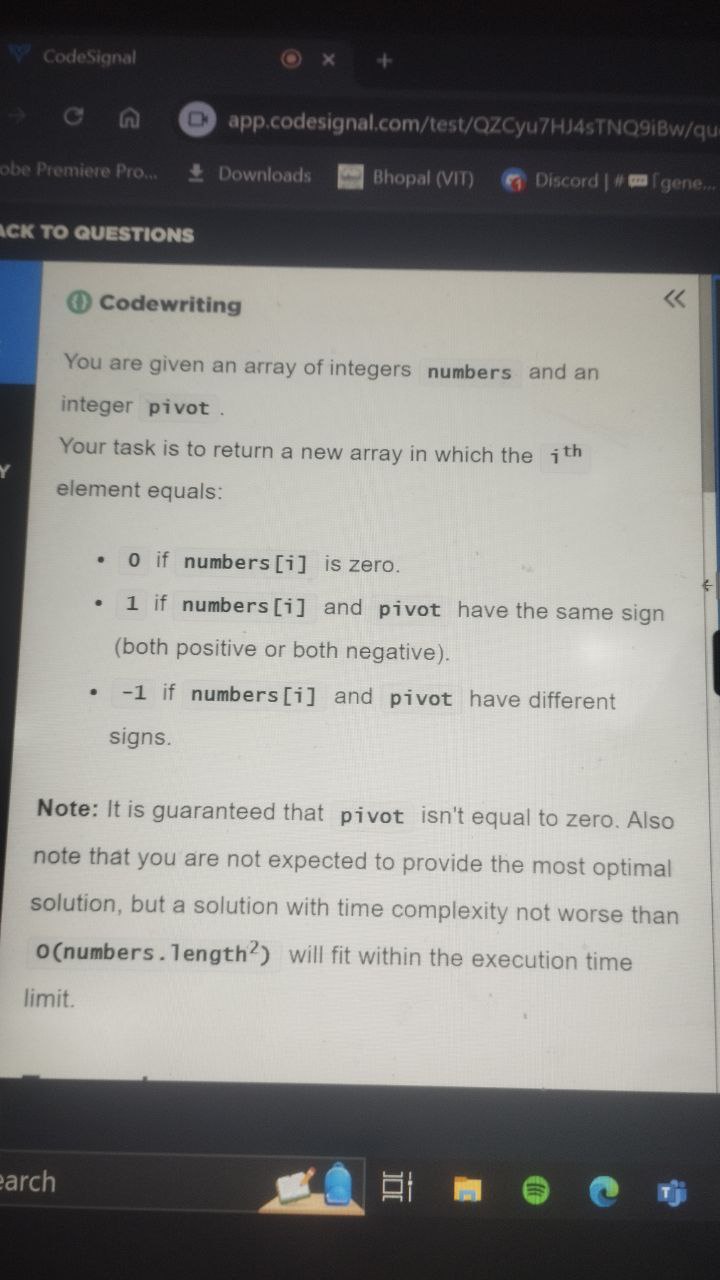 CodeSignal
app.codesignal.com/test/QZCyu7HJ4sTNQ9iBw/qu
obe Premiere Pro... Downloads Bhopal (VIT) Discord | # gene...
ACK TO QUESTIONS
Codewriting
You are given an array of integers numbers and an
integer pivot .
Your task is to return a new array in which the iᵗʰ
element equals:
• 0 if numbers[i] is zero.
• 1 if numbers[i] and pivot have the same sign
(both positive or both negative).
• -1 if numbers[i] and pivot have different
signs.
Y
Note: It is guaranteed that pivot isn't equal to zero. Also
note that you are not expected to provide the most optimal
solution, but a solution with time complexity not worse than
O(numbers.length²) will fit within the execution time
limit.
earch